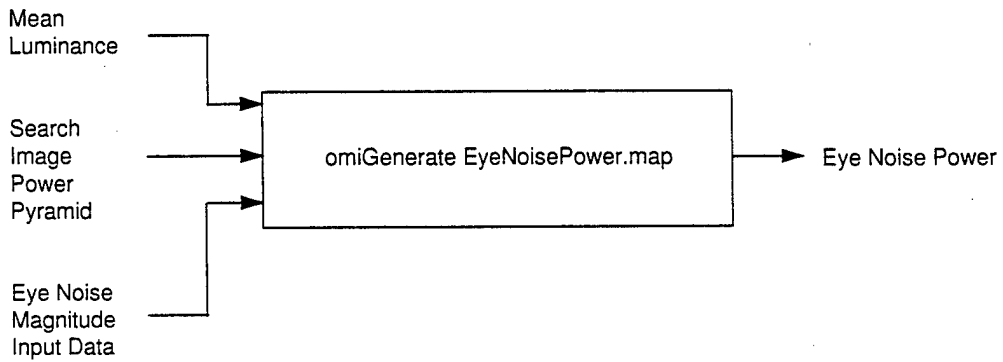 Mean
Luminance
Search
Image
Power
Pyramid
Eye Noise
Magnitude
Input Data
omiGenerate EyeNoisePower.map
Eye Noise Power